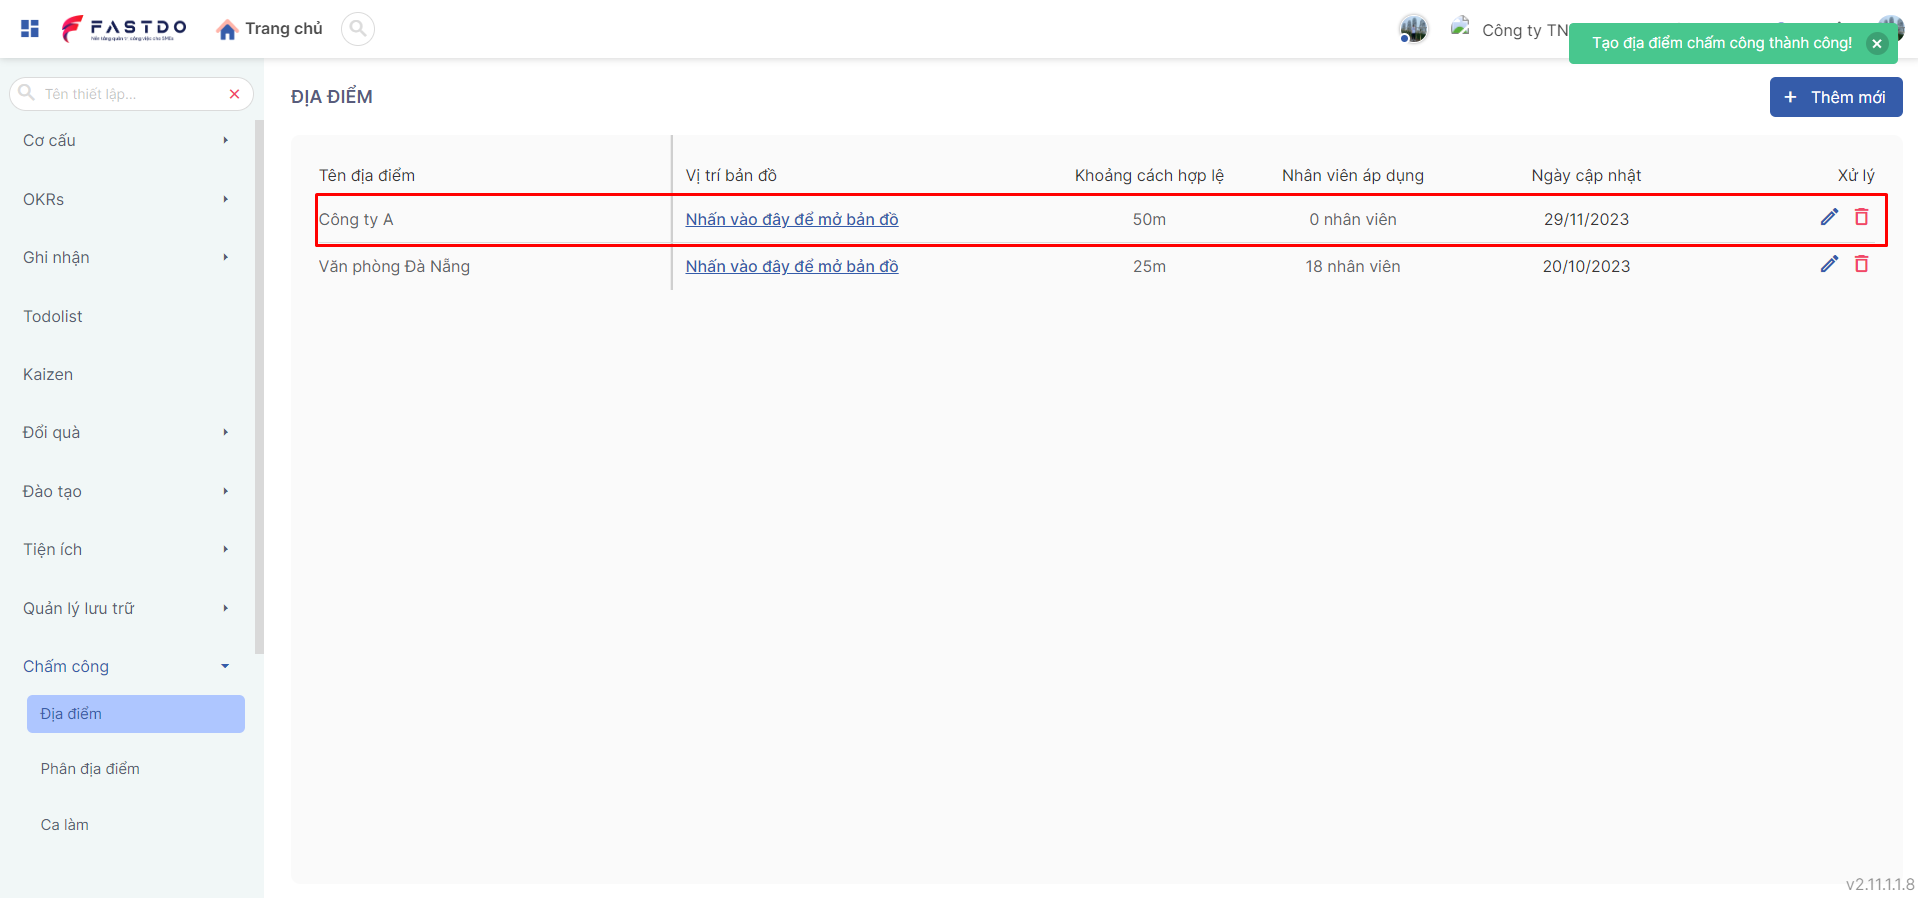 FASTDO
Trang chủ
Công ty TN
Tạo địa điểm chấm công thành công!
Tên thiết lập...
Cơ cấu
OKRs
Ghi nhận
Todolist
Kaizen
Đổi quà
Đào tạo
Tiện ích
Quản lý lưu trữ
Chấm công
Địa điểm
Phân địa điểm
Ca làm
ĐỊA ĐIỂM
+ Thêm mới
Tên địa điểm Vị trí bản đồ Khoảng cách hợp lệ Nhân viên áp dụng Ngày cập nhật Xử lý
Công ty A Nhấn vào đây để mở bản đồ 50m 0 nhân viên 29/11/2023
Văn phòng Đà Nẵng Nhấn vào đây để mở bản đồ 25m 18 nhân viên 20/10/2023
v2.11.1.1.8